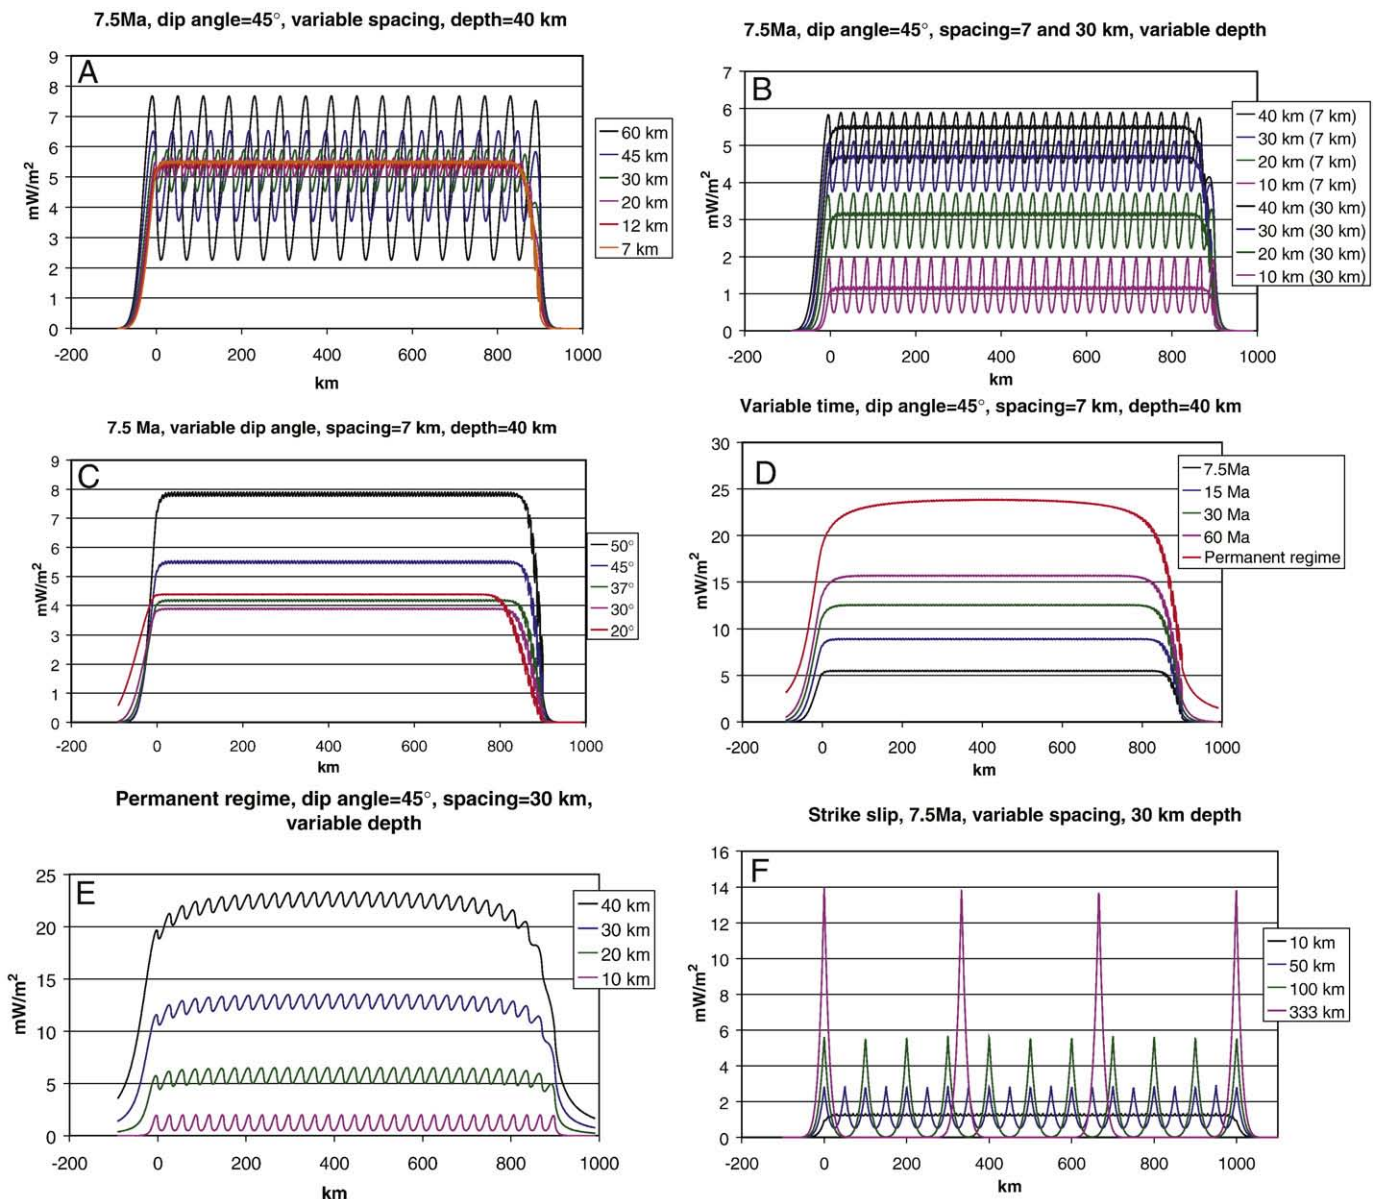 7.5Ma, dip angle=45°, variable spacing, depth=40 km
A
9
8
7
6
5
4
3
2
1
0
mW/m²
-200 0 200 400 600 800 1000
km
60 km
45 km
30 km
20 km
12 km
7 km
7.5Ma, dip angle=45°, spacing=7 and 30 km, variable depth
B
7
6
5
4
3
2
1
0
mW/m²
-200 0 200 400 600 800 1000
km
40 km (7 km)
30 km (7 km)
20 km (7 km)
10 km (7 km)
40 km (30 km)
30 km (30 km)
20 km (30 km)
10 km (30 km)
7.5 Ma, variable dip angle, spacing=7 km, depth=40 km
C
9
8
7
6
5
4
3
2
1
0
mW/m²
-200 0 200 400 600 800 1000
km
50°
45°
37°
30°
20°
Variable time, dip angle=45°, spacing=7 km, depth=40 km
D
30
25
20
15
10
5
0
mW/m²
-200 0 200 400 600 800 1000
km
7.5Ma
15 Ma
30 Ma
60 Ma
Permanent regime
Permanent regime, dip angle=45°, spacing=30 km,
variable depth
E
25
20
15
10
5
0
mW/m²
-200 0 200 400 600 800 1000
km
40 km
30 km
20 km
10 km
Strike slip, 7.5Ma, variable spacing, 30 km depth
F
16
14
12
10
8
6
4
2
0
mW/m²
-200 0 200 400 600 800 1000
km
10 km
50 km
100 km
333 km